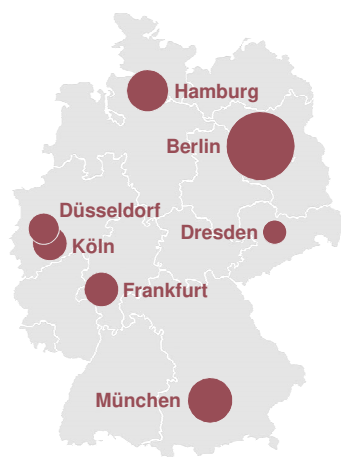 Hamburg
Berlin
Düsseldorf
Dresden
Köln
Frankfurt
München